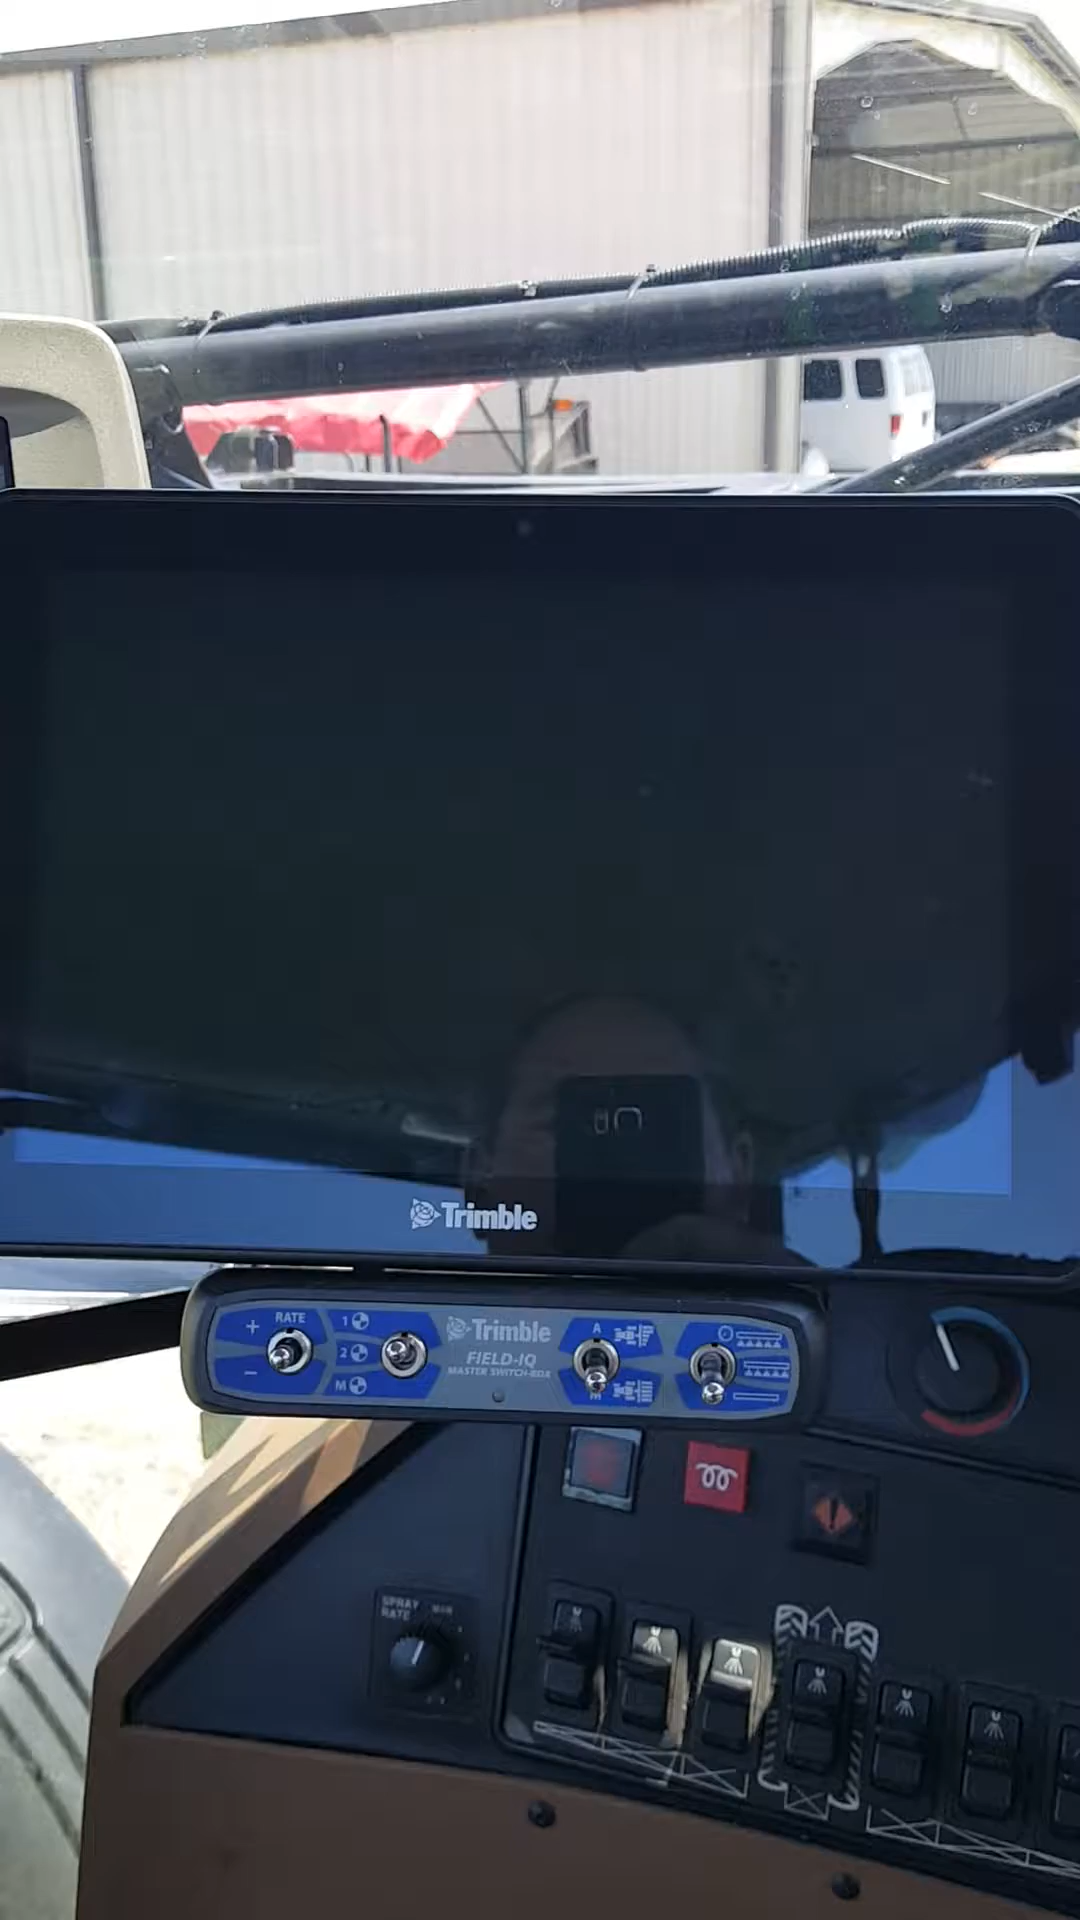 Trimble
RATE
+
−
1
2
M
Trimble
FIELD-IQ
MASTER SWITCH-BOX
A
M
SPRAY
RATE